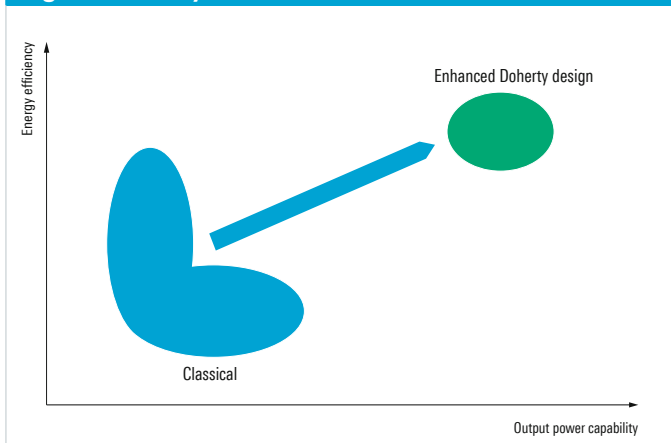 Energy efficiency
Enhanced Doherty design
Classical
Output power capability